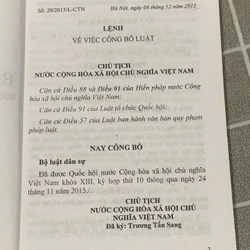 Số: 20/2015/L-CTN Hà Nội, ngày 08 tháng 12 năm 2015
LỆNH
VỀ VIỆC CÔNG BỐ LUẬT
CHỦ TỊCH
NƯỚC CỘNG HÒA XÃ HỘI CHỦ NGHĨA VIỆT NAM
Căn cứ Điều 88 và Điều 91 của Hiến pháp nước Cộng
hòa xã hội chủ nghĩa Việt Nam;
Căn cứ Điều 91 của Luật tổ chức Quốc hội;
Căn cứ Điều 57 của Luật ban hành văn bản quy phạm
pháp luật.
NAY CÔNG BỐ
Bộ luật dân sự
Đã được Quốc hội nước Cộng hòa xã hội chủ nghĩa
Việt Nam khóa XIII, kỳ họp thứ 10 thông qua ngày 24
tháng 11 năm 2015./.
CHỦ TỊCH
NƯỚC CỘNG HÒA XÃ HỘI CHỦ
NGHĨA VIỆT NAM
Đã ký: Trương Tấn Sang